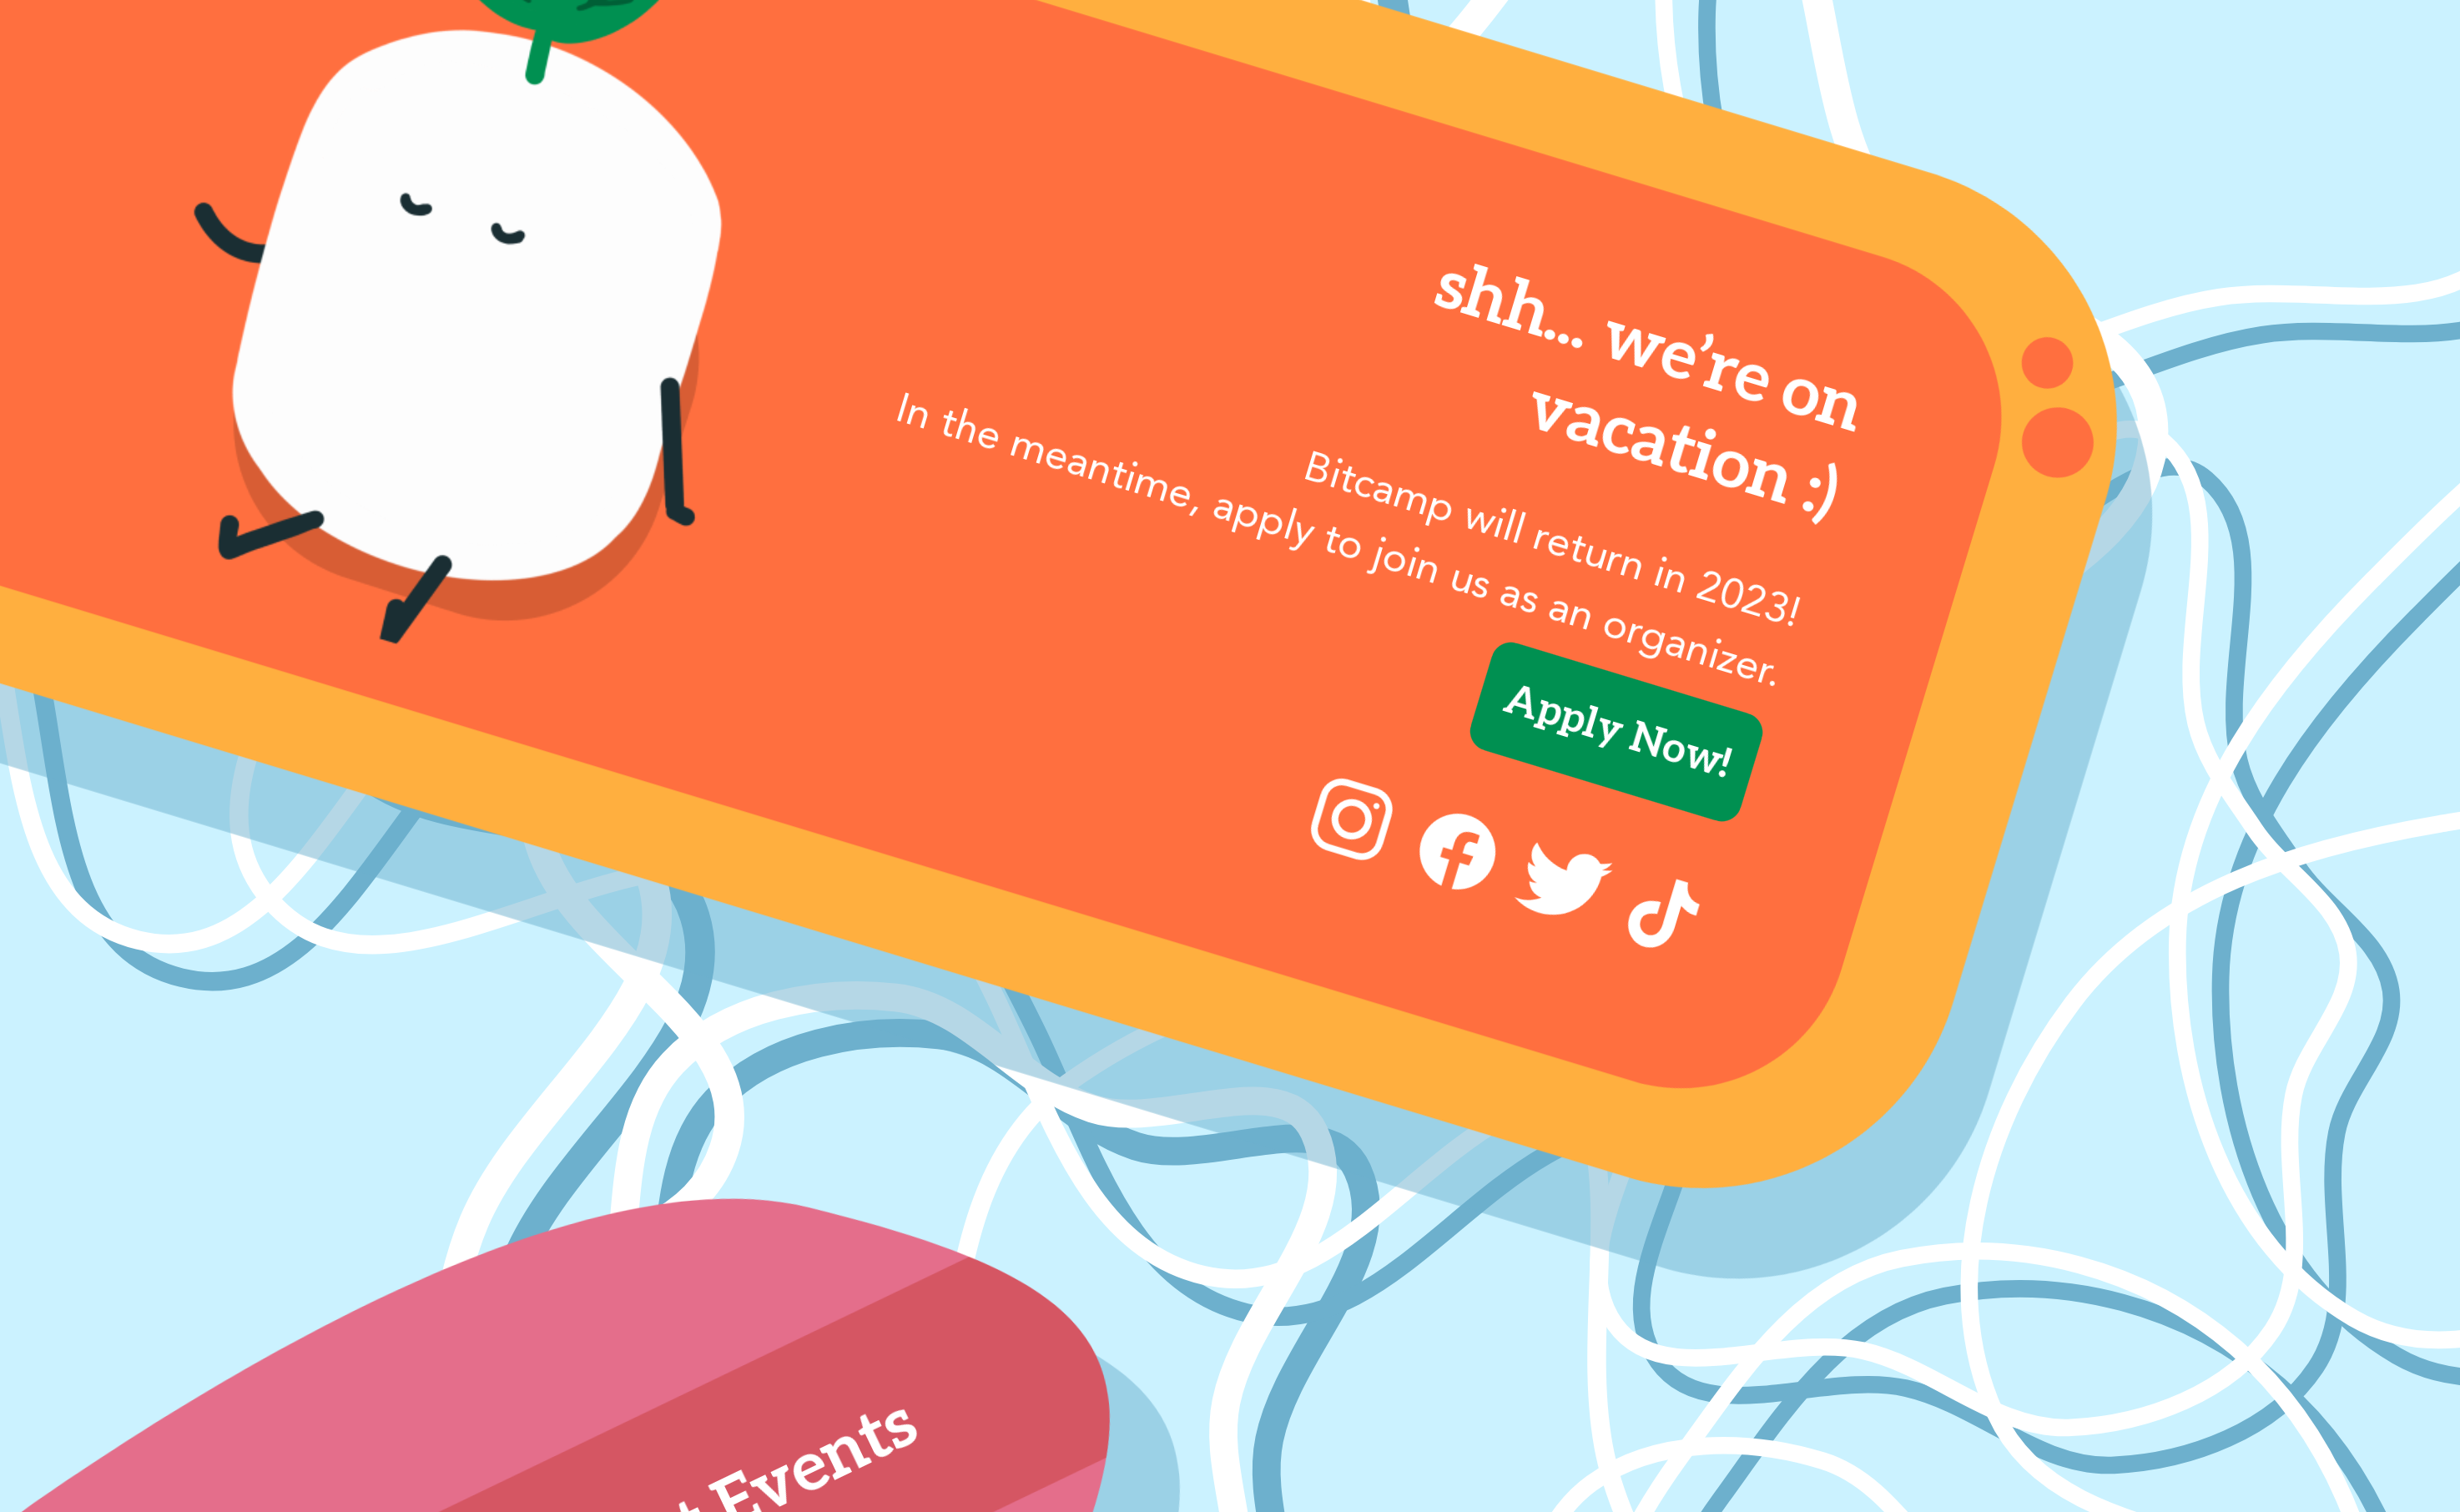 shh... we're on
vacation :)
Bitcamp will return in 2023!
In the meantime, apply to join us as an organizer.
Apply Now!
Events